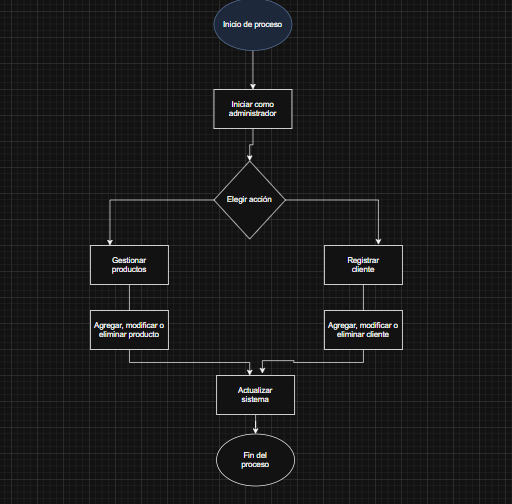 Inicio de proceso
Iniciar como
administrador
Elegir acción
Gestionar
productos
Registrar
cliente
Agregar, modificar o
eliminar producto
Agregar, modificar o
eliminar cliente
Actualizar
sistema
Fin del
proceso